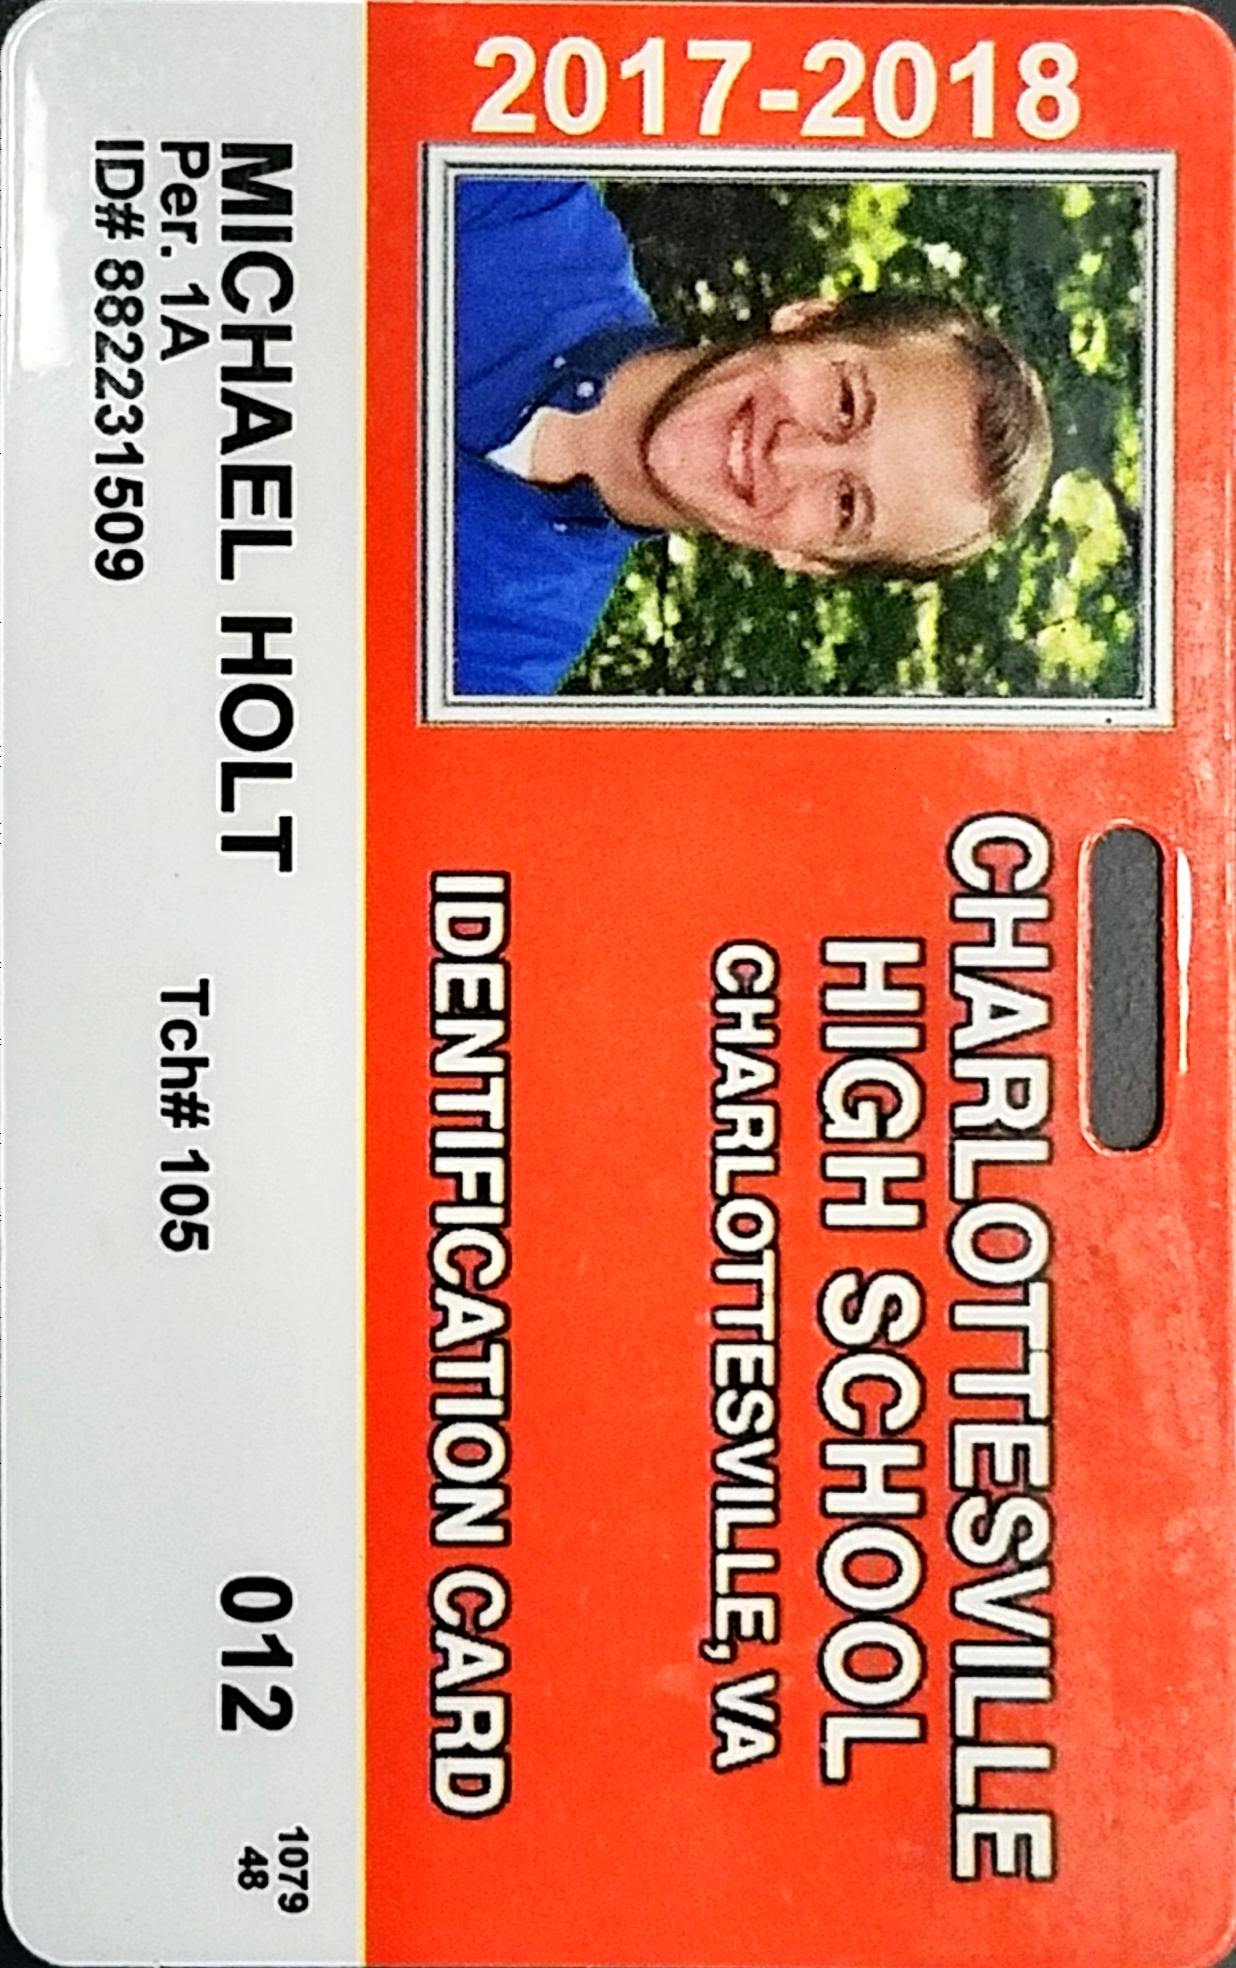 2017-2018
CHARLOTTESVILLE
HIGH SCHOOL
CHARLOTTESVILLE, VA
IDENTIFICATION CARD
MICHAEL HOLT 012 1079
48
Per. 1A Tch# 105
ID# 882231509